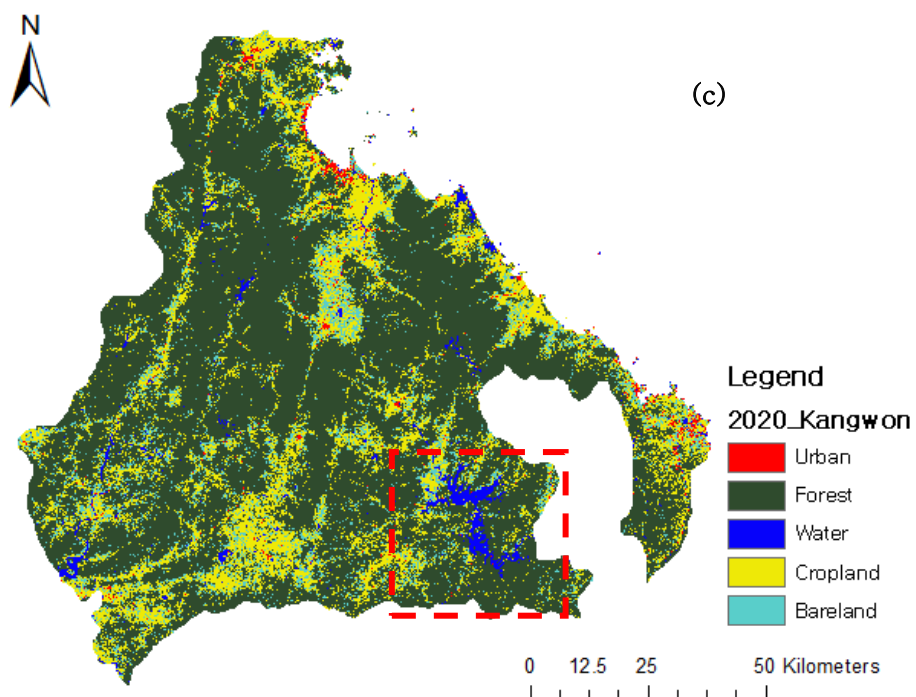 N
(c)
Legend
2020_Kangwon
Urban
Forest
Water
Cropland
Bareland
0 12.5 25 50 Kilometers